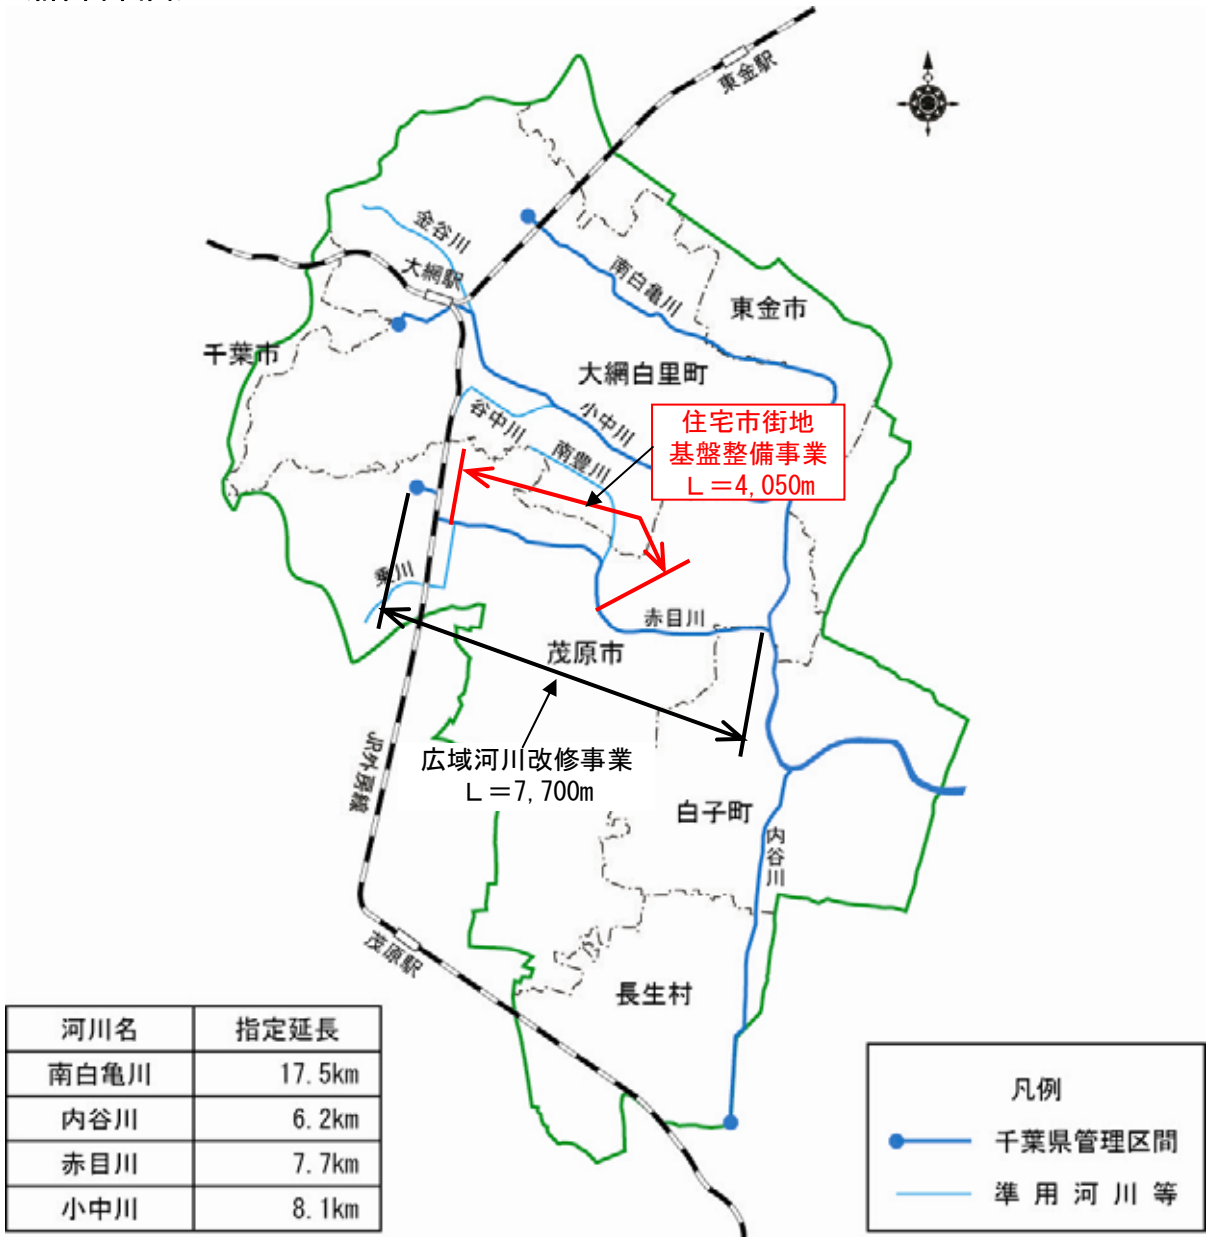 東金駅
金谷川
大網駅
南白亀川
東金市
千葉市
大網白里町
谷中川
小中川
南豊川
住宅市街地
基盤整備事業
L=4,050m
赤目川
茂原市
広域河川改修事業
L=7,700m
JR外房線
白子町
内谷川
茂原駅
長生村
河川名 指定延長
南白亀川 17.5km
内谷川 6.2km
赤目川 7.7km
小中川 8.1km
凡例
千葉県管理区間
準用河川等